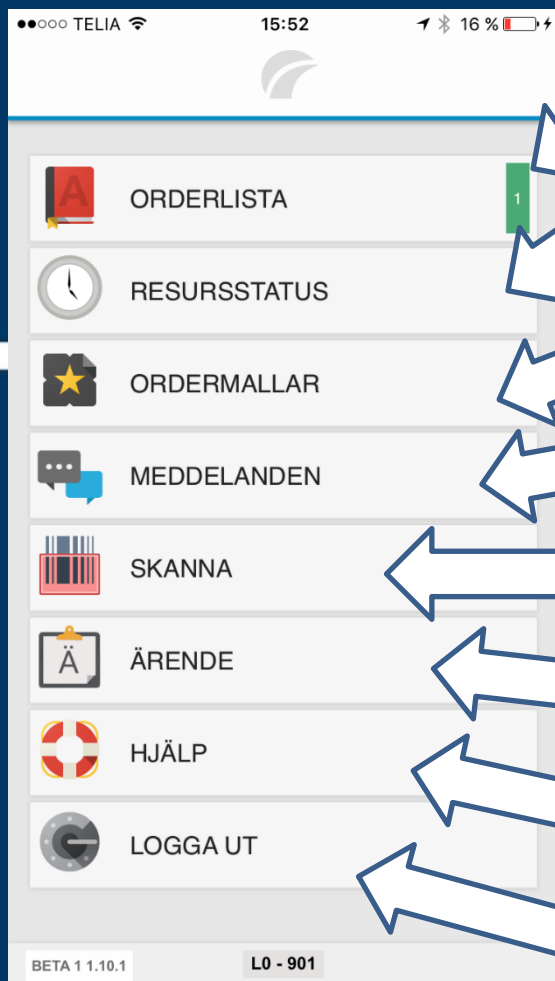 TELIA 15:52 16 %
A
ORDERLISTA 1
RESURSSTATUS
ORDERMALLAR
MEDDELANDEN
SKANNA
Ä ÄRENDE
HJÄLP
LOGGA UT
BETA 1 1.10.1 L0 - 901